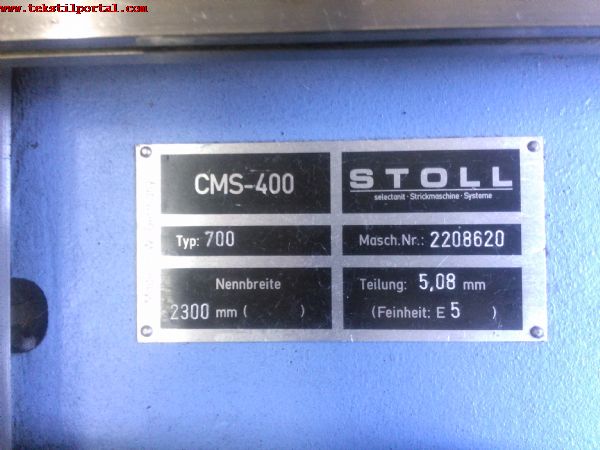 www.tekstilportal.com
CMS-400
STOLL
selectanit · Strickmaschine · Systeme
Typ: 700
Masch.Nr.: 2208620
Nennbreite
2300 mm ( )
Teilung: 5,08 mm
(Feinheit: E 5 )